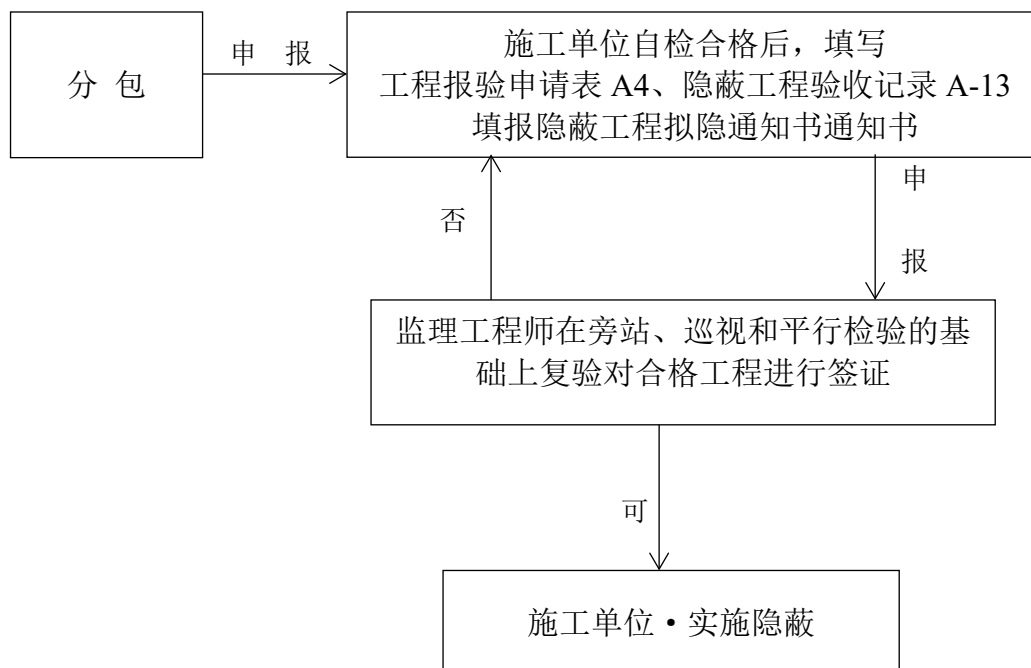 分 包
申 报
施工单位自检合格后，填写
工程报验申请表 A4、隐蔽工程验收记录 A-13
填报隐蔽工程拟隐通知书通知书
否
申
报
监理工程师在旁站、巡视和平行检验的基
础上复验对合格工程进行签证
可
施工单位·实施隐蔽